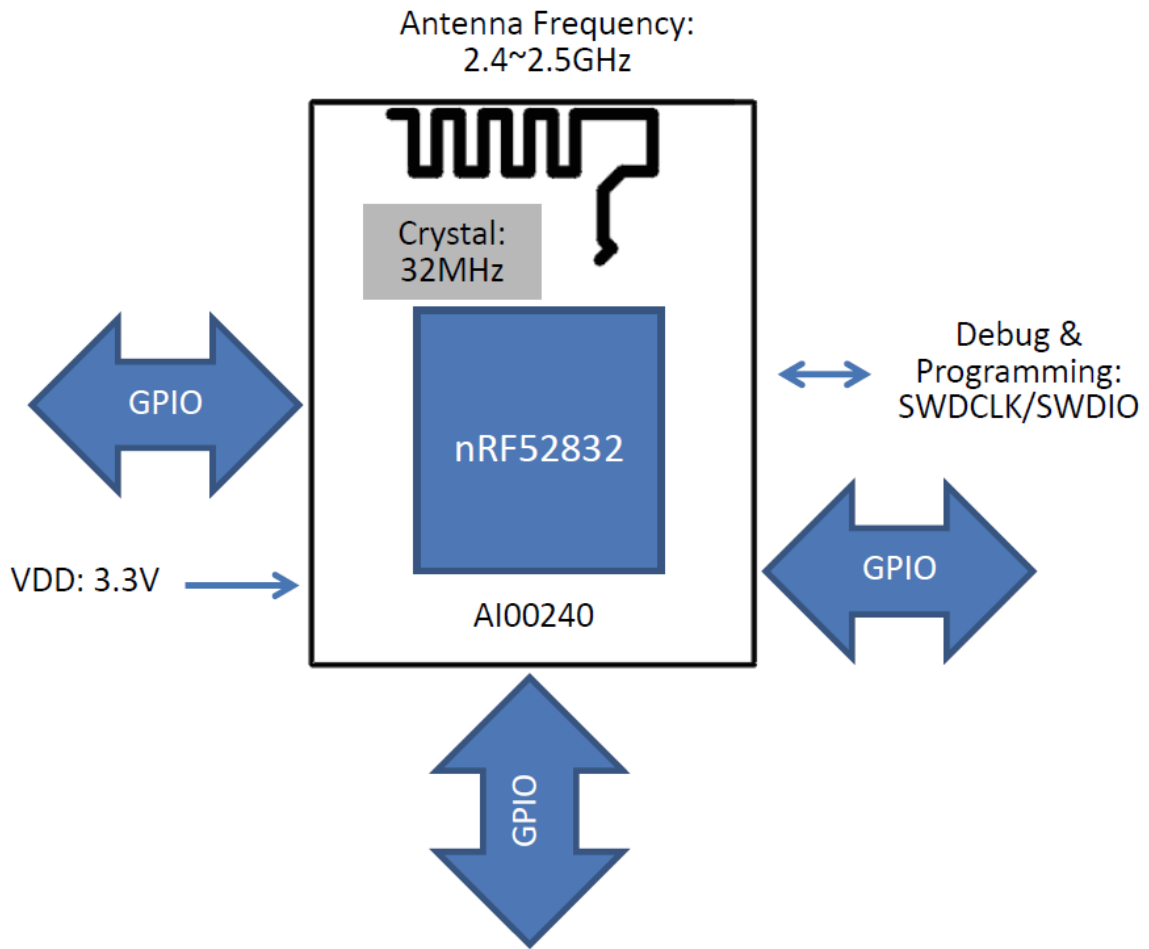 Antenna Frequency:
2.4~2.5GHz
Crystal:
32MHz
Debug &
Programming:
SWDCLK/SWDIO
GPIO
nRF52832
GPIO
VDD: 3.3V
AI00240
GPIO